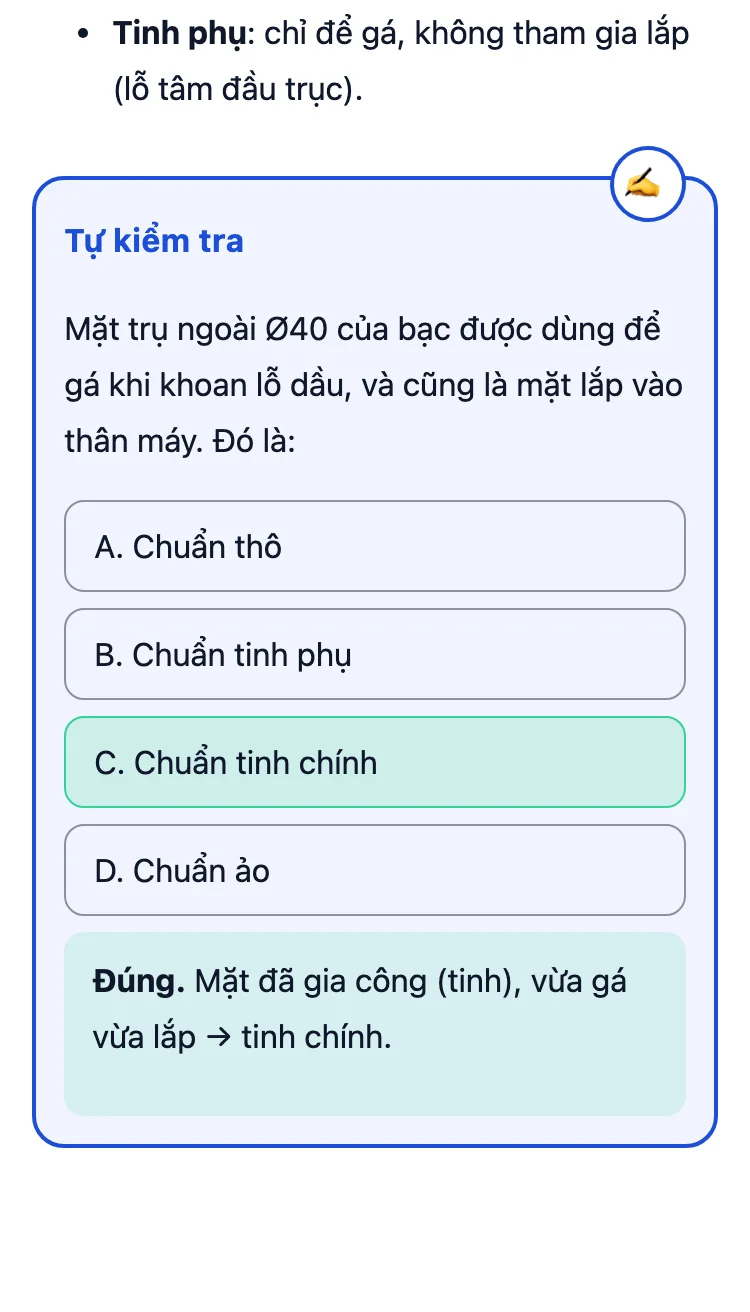 • Tinh phụ: chỉ để gá, không tham gia lắp
(lỗ tâm đầu trục).
Tự kiểm tra
Mặt trụ ngoài Ø40 của bạc được dùng để
gá khi khoan lỗ dầu, và cũng là mặt lắp vào
thân máy. Đó là:
A. Chuẩn thô
B. Chuẩn tinh phụ
C. Chuẩn tinh chính
D. Chuẩn ảo
Đúng. Mặt đã gia công (tinh), vừa gá
vừa lắp → tinh chính.